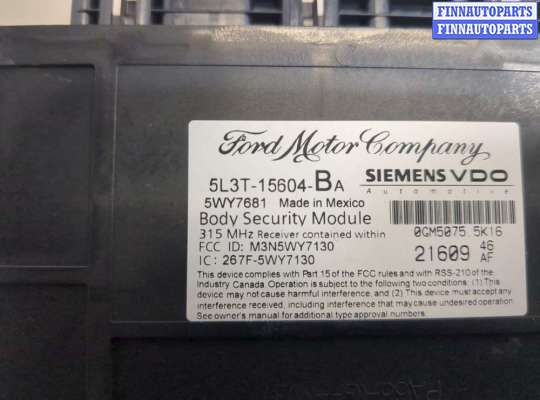 FINNAUTOPARTS
FINNAUTOPARTS
Ford Motor Company
5L3T-15604-BA
SIEMENS VDO
Automotive
5WY7681 Made in Mexico
Body Security Module
315 MHz Receiver contained within
0GM5075.5K16
FCC ID: M3N5WY7130
21609 46 AF
IC: 267F-5WY7130
This device complies with Part 15 of the FCC rules and with RSS-210 of the
Industry Canada. Operation is subject to the following two conditions: (1) This
device may not cause harmful interference, and (2) This device must accept any
interference received, including interference that may cause undesired operation.
See owner's manual for additional type approval numbers.